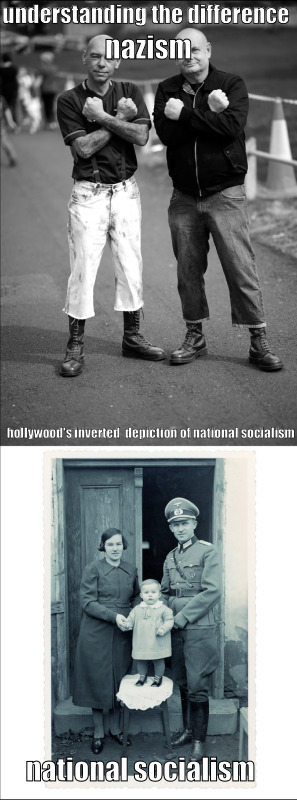 understanding the difference
nazism
hollywood's inverted depiction of national socialism
national socialism